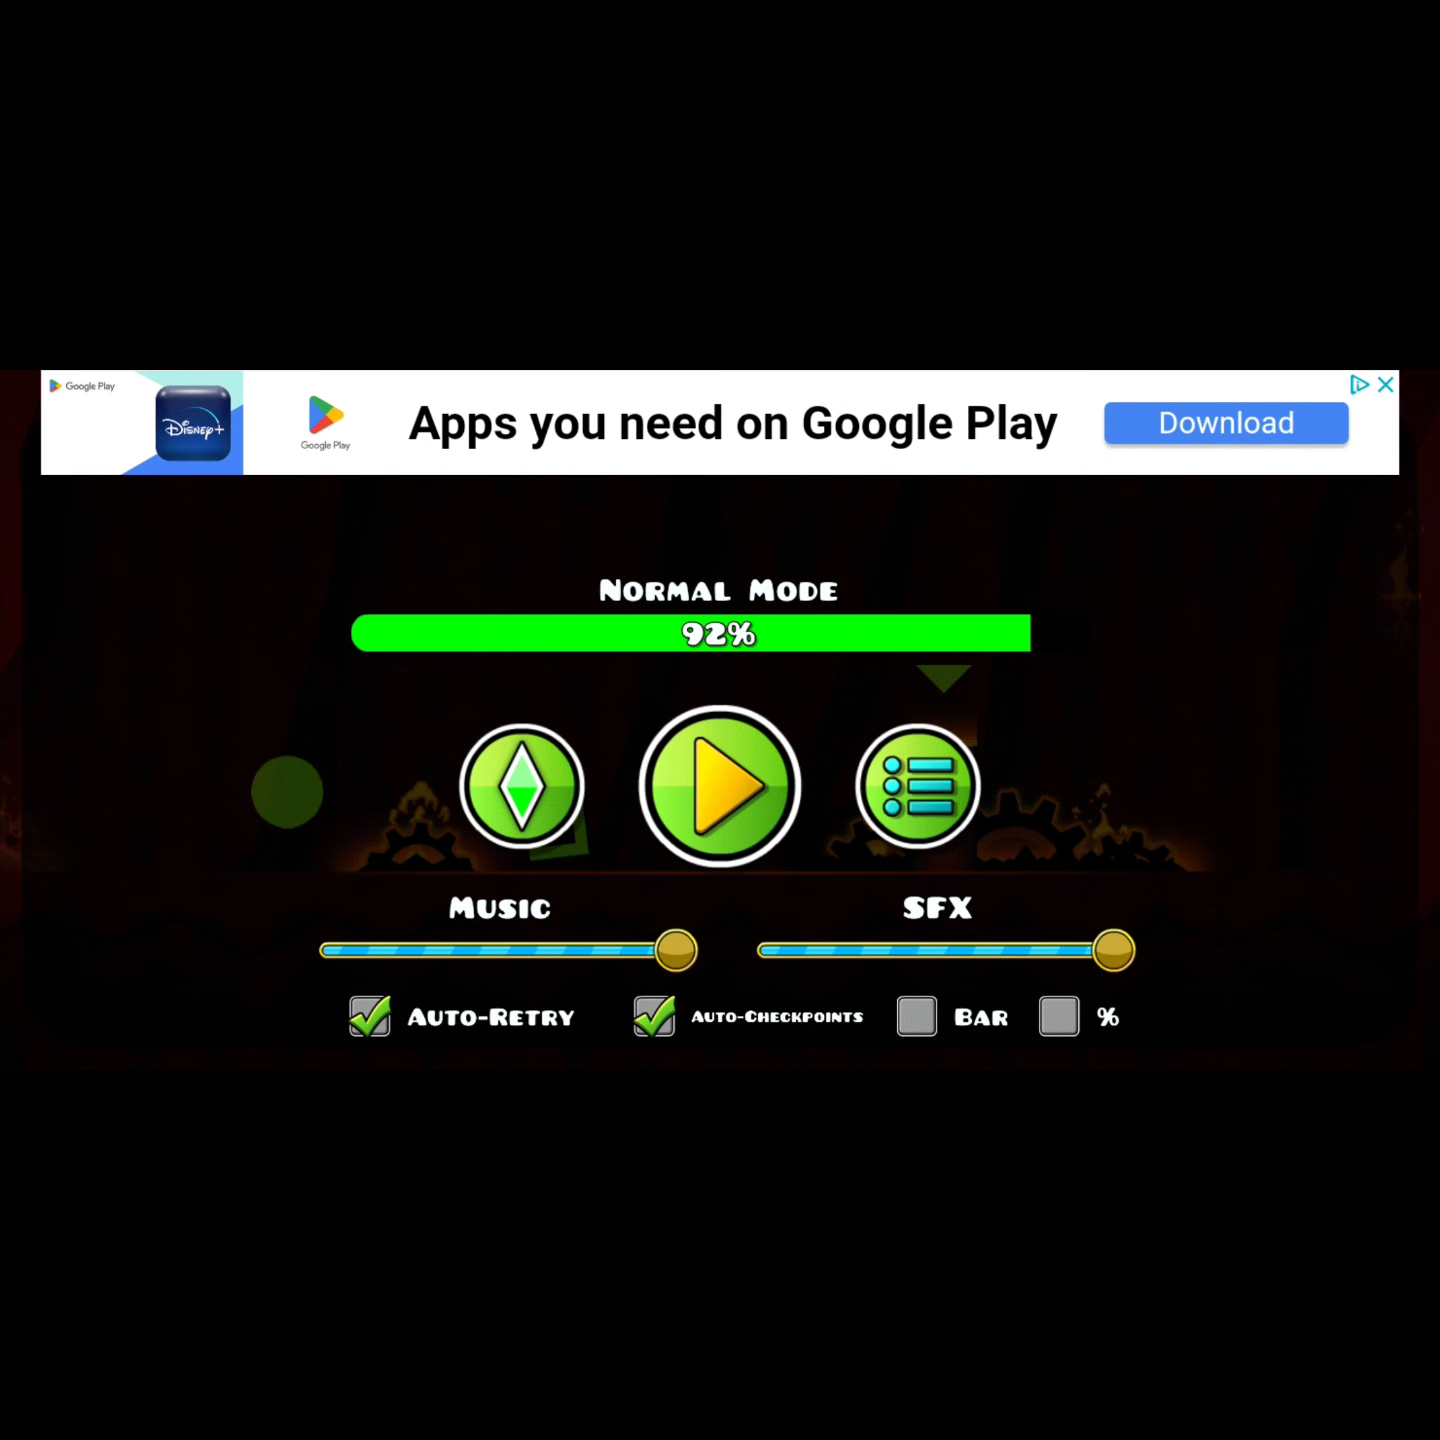 Google Play
Disney+
Google Play
Apps you need on Google Play
Download
Normal Mode
92%
Music
SFX
Auto-Retry
Auto-Checkpoints
Bar
%